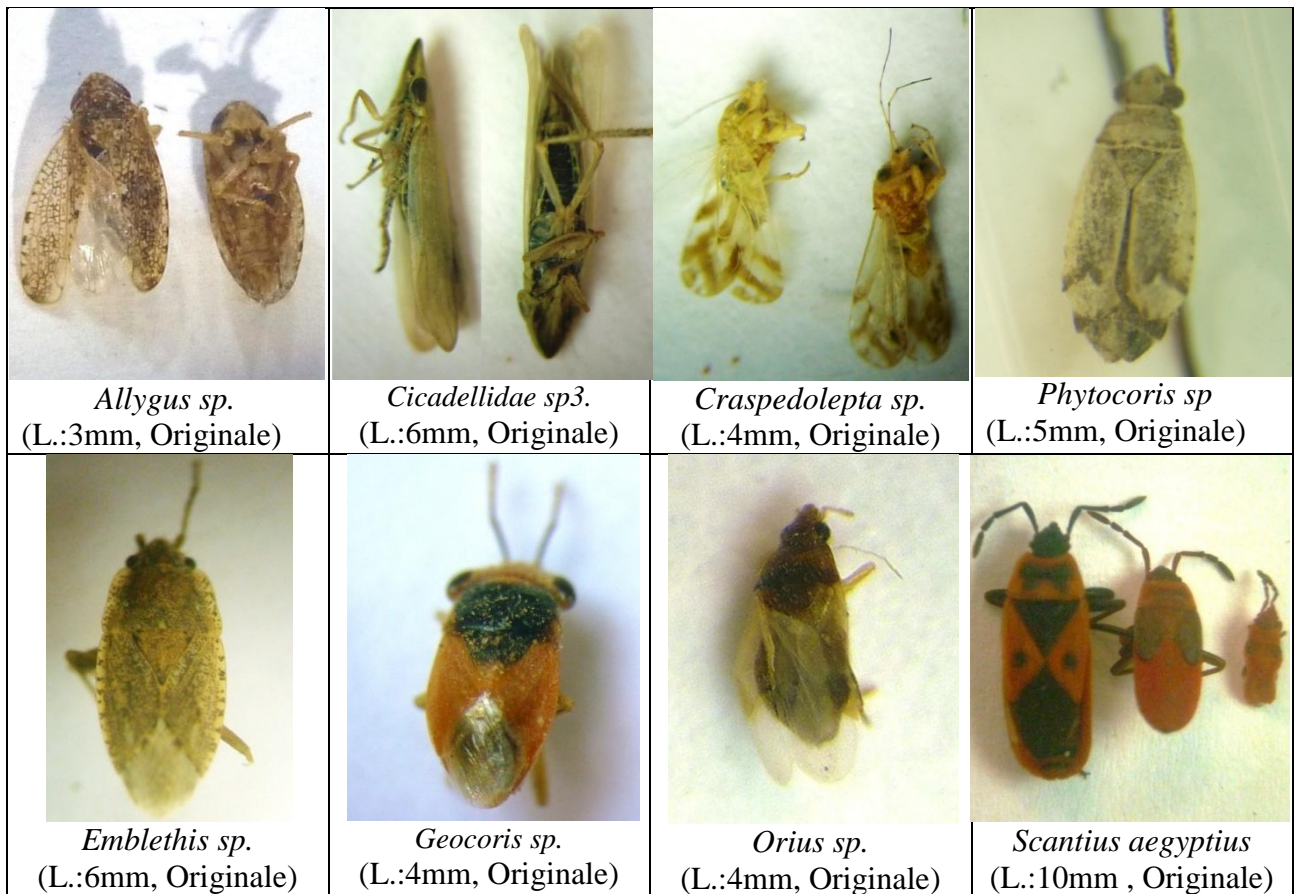 Allygus sp.
(L.:3mm, Originale)
Cicadellidae sp3.
(L.:6mm, Originale)
Craspedolepta sp.
(L.:4mm, Originale)
Phytocoris sp
(L.:5mm, Originale)
Emblethis sp.
(L.:6mm, Originale)
Geocoris sp.
(L.:4mm, Originale)
Orius sp.
(L.:4mm, Originale)
Scantius aegyptius
(L.:10mm , Originale)